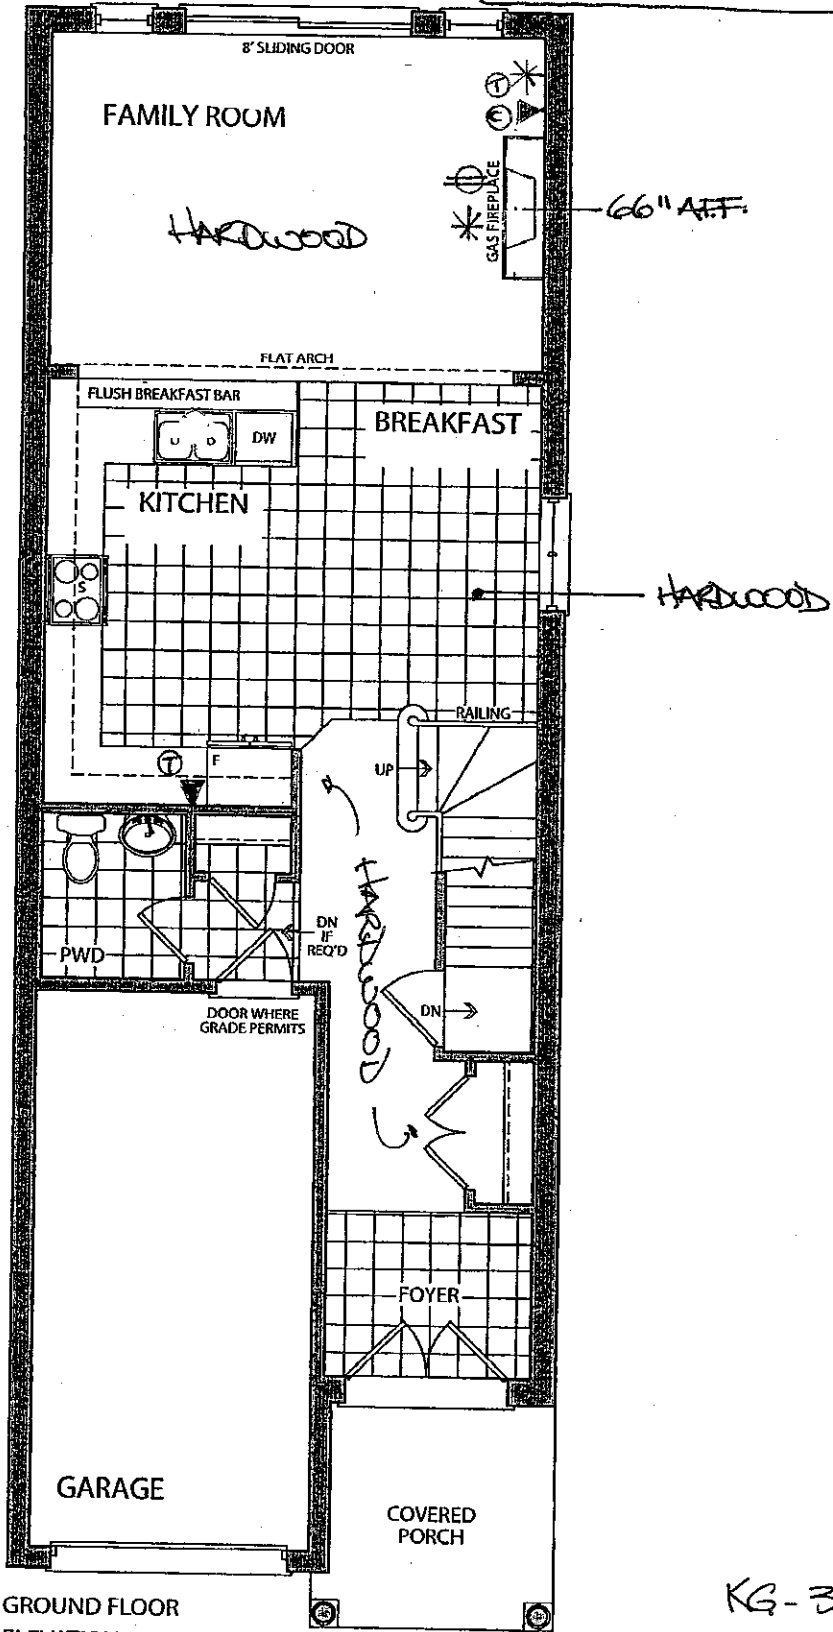 8' SLIDING DOOR
FAMILY ROOM
T
C
GAS FIREPLACE
66" A.F.F.
HARDWOOD
FLAT ARCH
FLUSH BREAKFAST BAR
BREAKFAST
DW
KITCHEN
S
HARDWOOD
RAILING
T
F
UP
HARDWOOD
PWD
DN
IF
REQ'D
DN
DOOR WHERE
GRADE PERMITS
FOYER
GARAGE
COVERED
PORCH
GROUND FLOOR
KG-3